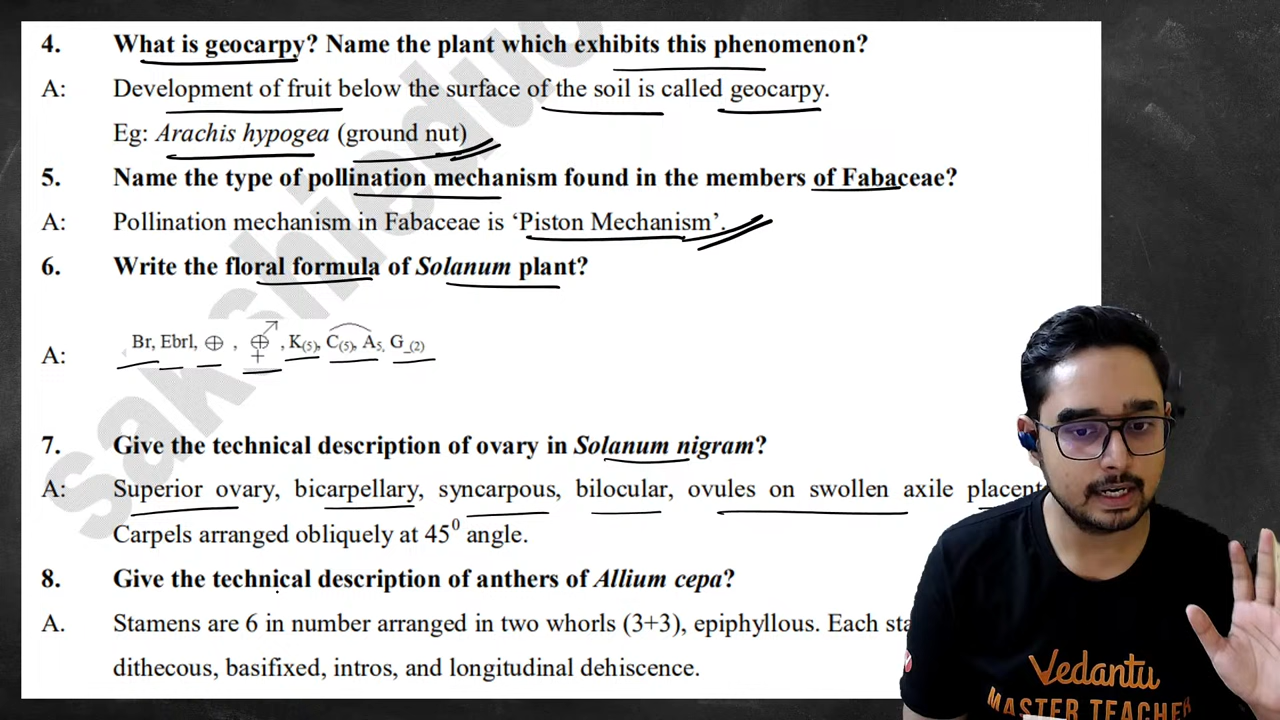 4. What is geocarpy? Name the plant which exhibits this phenomenon?
A: Development of fruit below the surface of the soil is called geocarpy.
Eg: Arachis hypogea (ground nut)
5. Name the type of pollination mechanism found in the members of Fabaceae?
A: Pollination mechanism in Fabaceae is ‘Piston Mechanism’.
6. Write the floral formula of Solanum plant?
A: Br, Ebrl, ⊕ , ⚥ , K(5), C(5), A5, G_(2)
7. Give the technical description of ovary in Solanum nigram?
A: Superior ovary, bicarpellary, syncarpous, bilocular, ovules on swollen axile placent
Carpels arranged obliquely at 45⁰ angle.
8. Give the technical description of anthers of Allium cepa?
A. Stamens are 6 in number arranged in two whorls (3+3), epiphyllous. Each sta
dithecous, basifixed, intros, and longitudinal dehiscence.
Vedantu
MASTER TEACHER